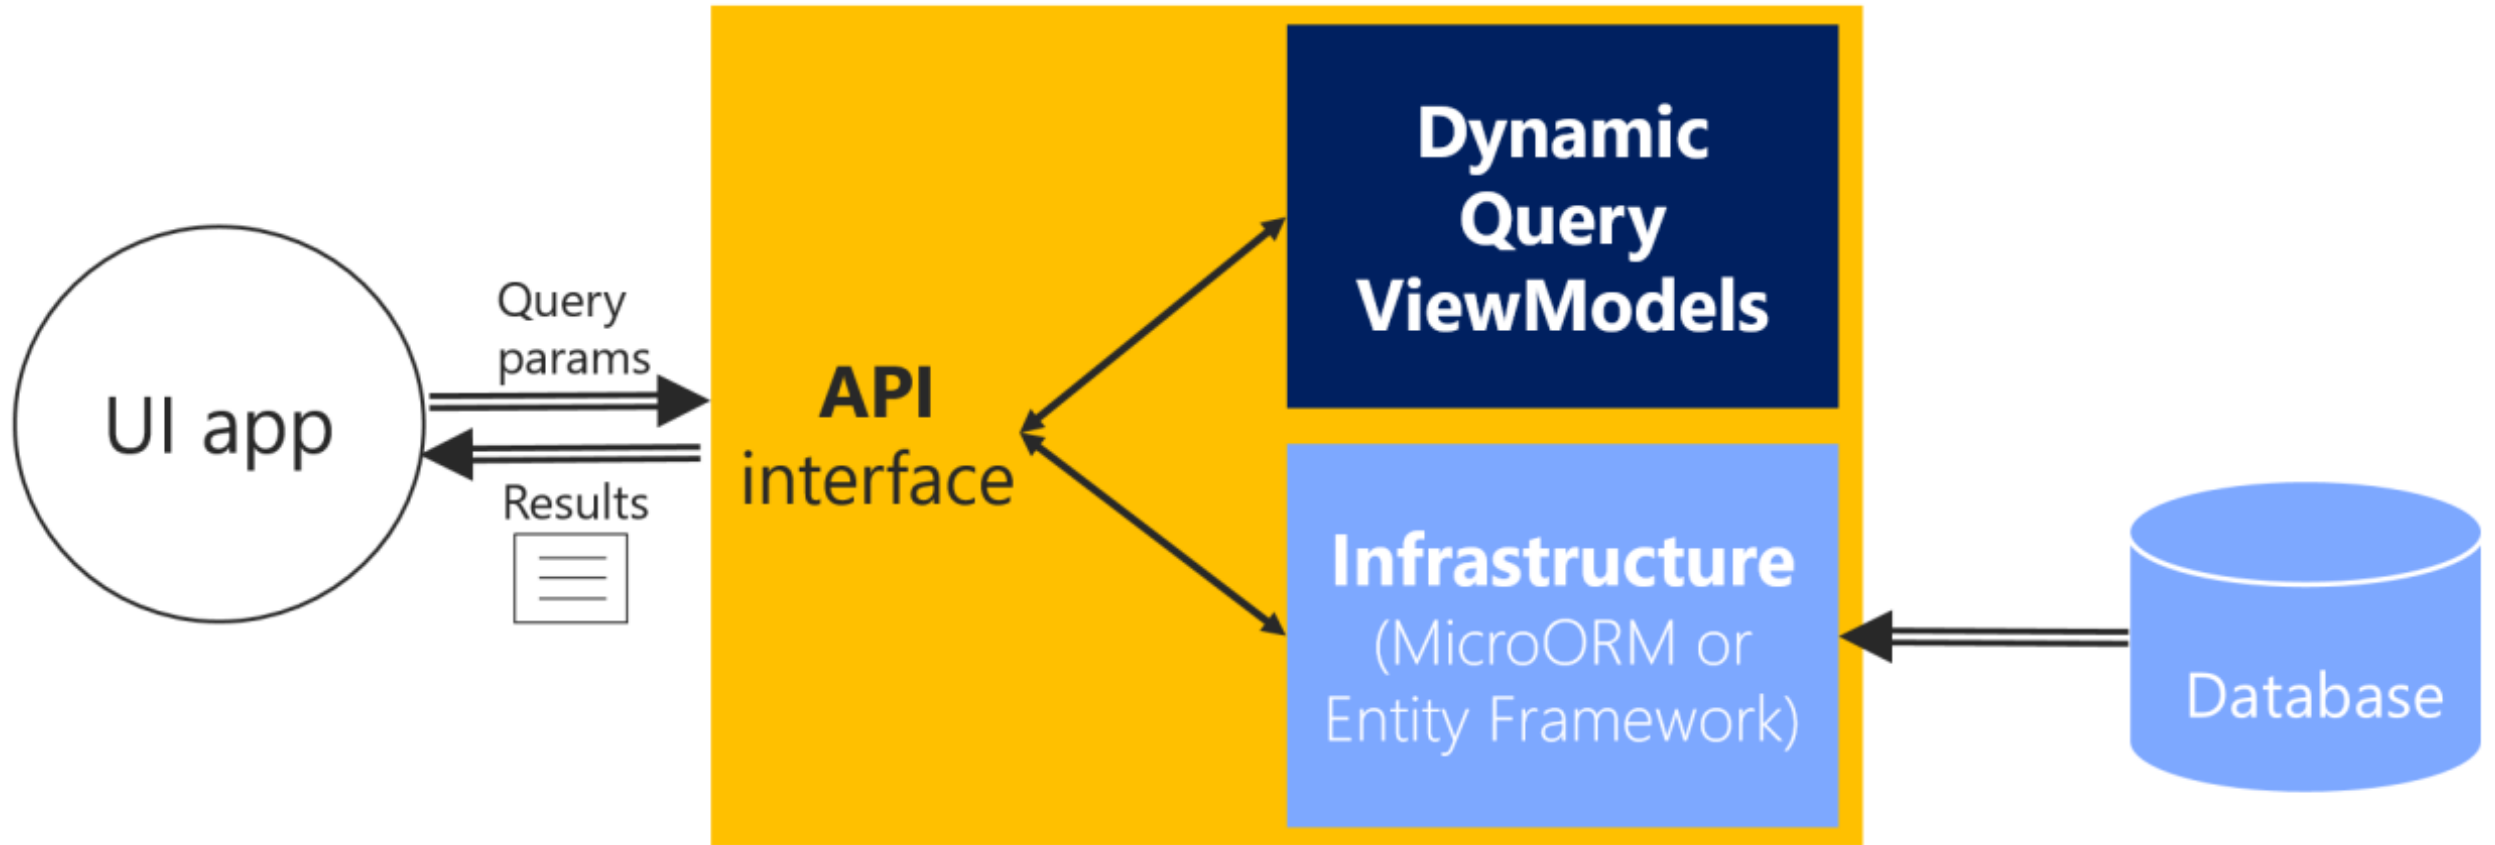 UI app
Query
params
Results
API
interface
Dynamic
Query
ViewModels
Infrastructure
(MicroORM or
Entity Framework)
Database